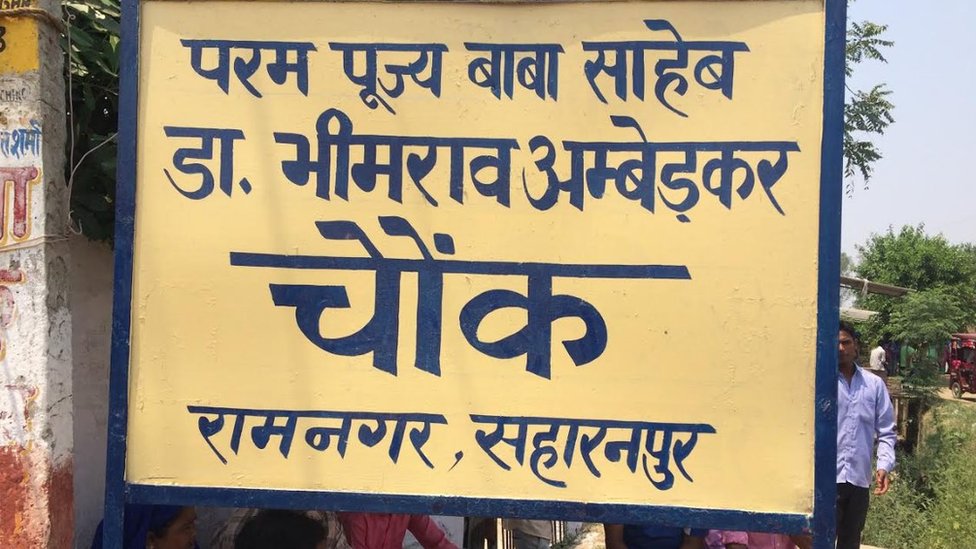 परम पूज्य बाबा साहेब
डा. भीमराव अम्बेड़कर
चौंक
रामनगर, सहारनपुर